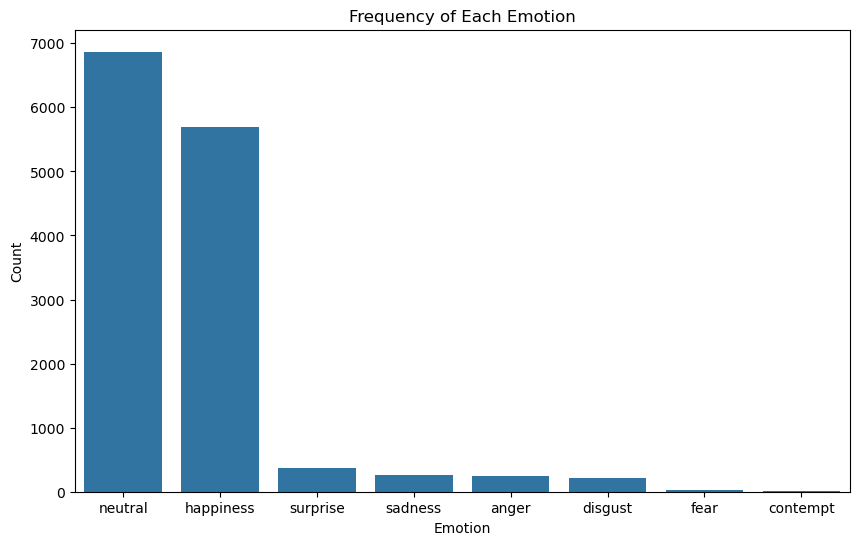 Frequency of Each Emotion
7000
6000
5000
4000
3000
2000
1000
0
Count
neutral happiness surprise sadness anger disgust fear contempt
Emotion